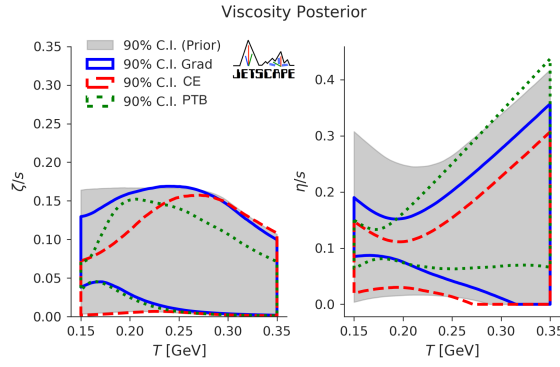 Viscosity Posterior
90% C.I. (Prior)
90% C.I. Grad
90% C.I. CE
90% C.I. PTB
JETSCAPE
ζ/s
0.35
0.30
0.25
0.20
0.15
0.10
0.05
0.00
0.15 0.20 0.25 0.30 0.35
T [GeV]
η/s
0.4
0.3
0.2
0.1
0.0
0.15 0.20 0.25 0.30 0.35
T [GeV]